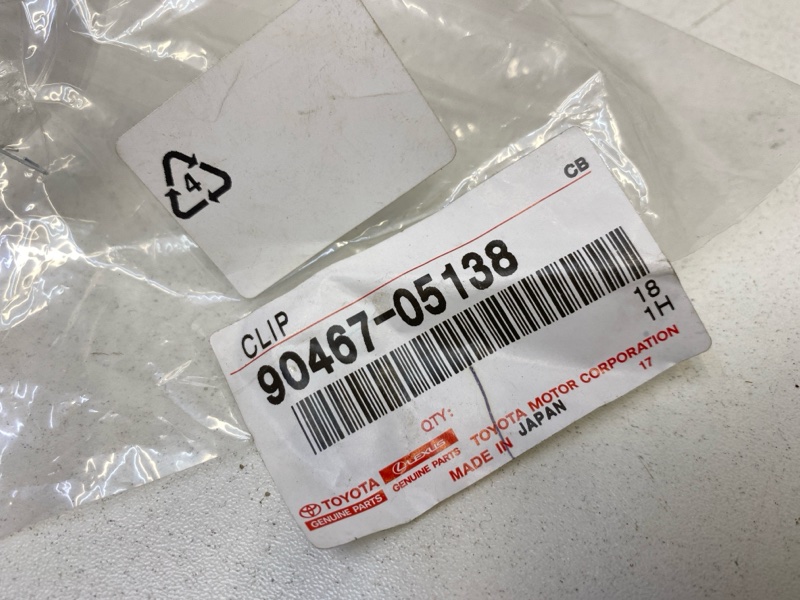 4
CB
CLIP
90467-05138
18
1H
QTY:
TOYOTA MOTOR CORPORATION
17
TOYOTA
GENUINE PARTS
LEXUS
GENUINE PARTS
MADE IN JAPAN